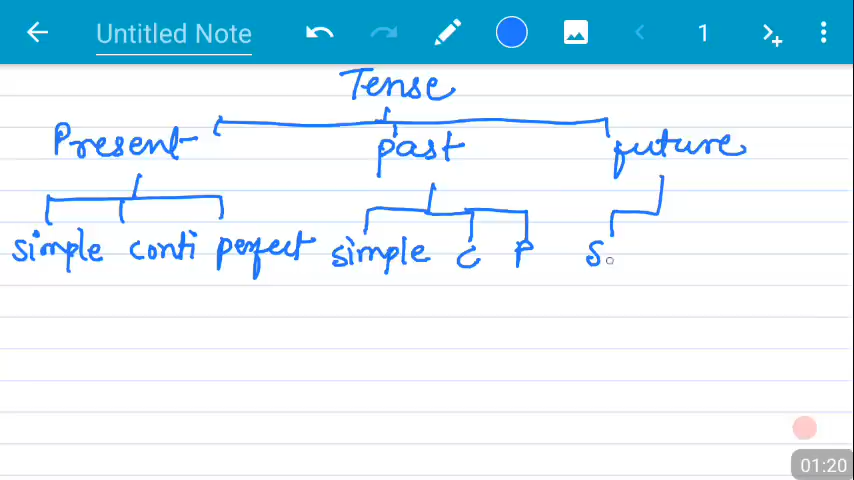 Untitled Note 1
Tense
Present past future
simple conti perfect simple C P S
01:20